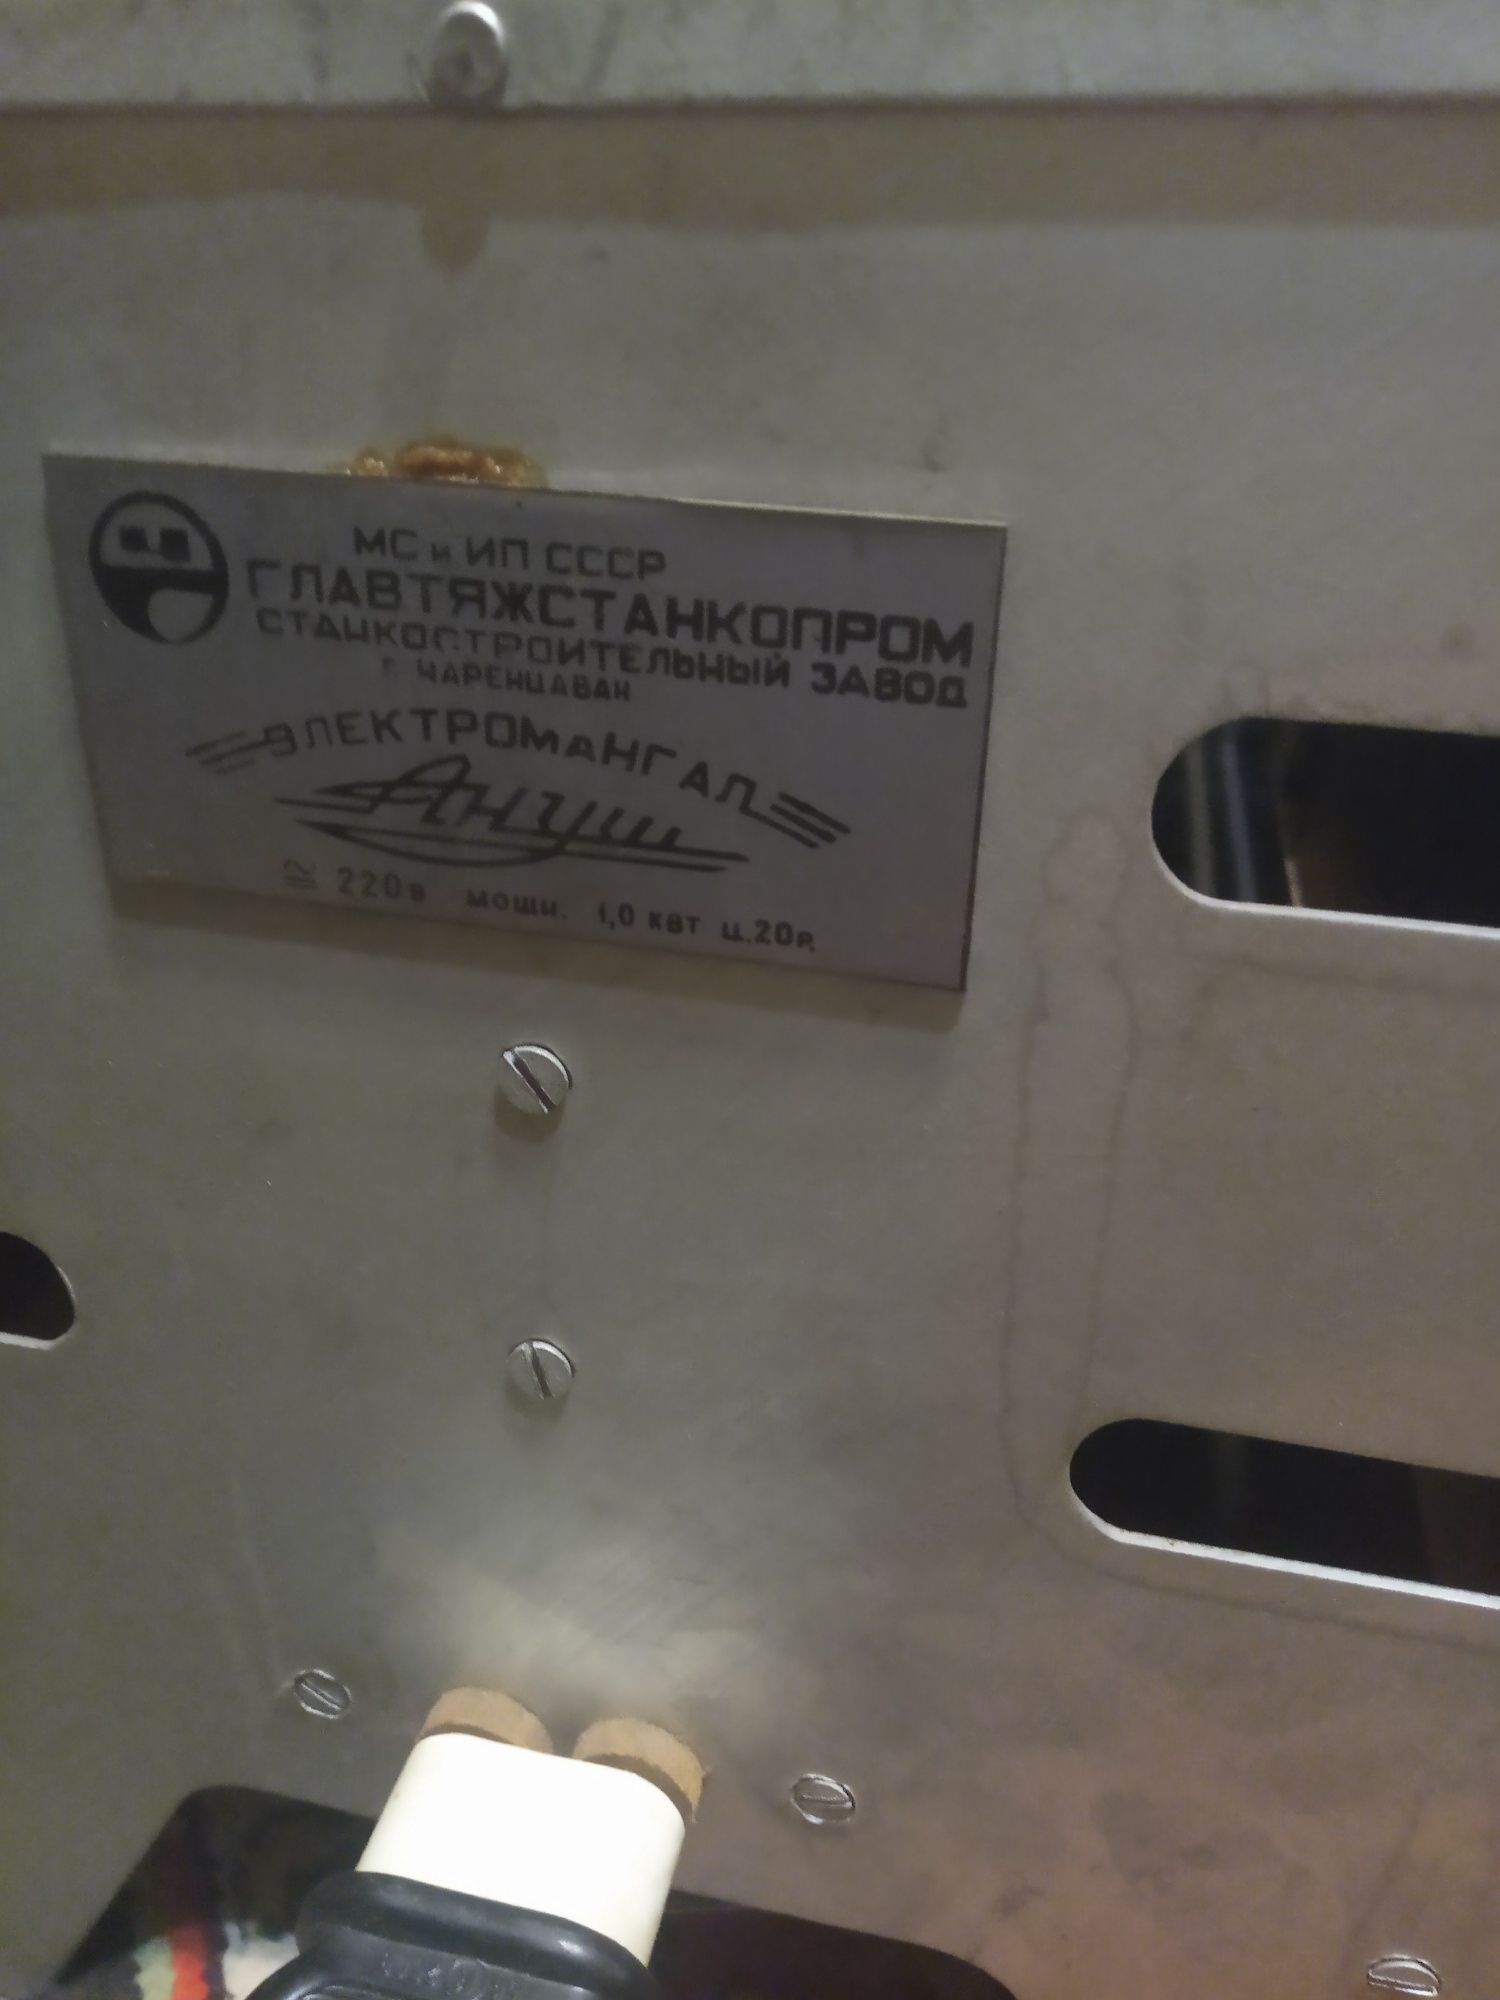 МС и ИП СССР
ГЛАВТЯЖСТАНКОПРОМ
СТАНКОСТРОИТЕЛЬНЫЙ ЗАВОД
г. ЧАРЕНЦАВАН
ЭЛЕКТРОМАНГАЛ
Ануш
≅ 220в мощн. 1,0 квт ц.20р.